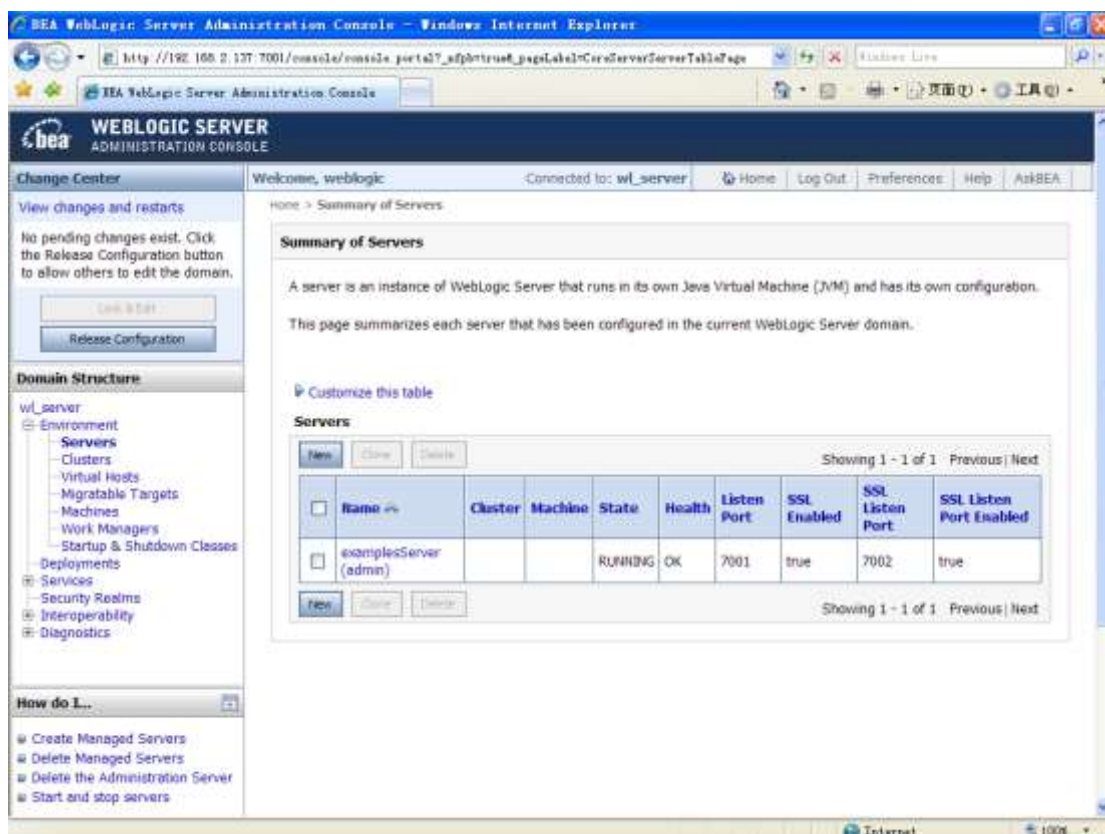 BEA WebLogic Server Administration Console - Windows Internet Explorer
http://192.168.2.137:7001/console/console.portal?_nfpb=true&_pageLabel=CoreServerServerTablePage
Windows Live
BEA WebLogic Server Administration Console
页面(P)
工具(O)
bea
WEBLOGIC SERVER
ADMINISTRATION CONSOLE
Change Center
View changes and restarts
No pending changes exist. Click
the Release Configuration button
to allow others to edit the domain.
Lock & Edit
Release Configuration
Domain Structure
wl_server
Environment
Servers
Clusters
Virtual Hosts
Migratable Targets
Machines
Work Managers
Startup & Shutdown Classes
Deployments
Services
Security Realms
Interoperability
Diagnostics
How do I...
Create Managed Servers
Delete Managed Servers
Delete the Administration Server
Start and stop servers
Welcome, weblogic
Connected to: wl_server
Home
Log Out
Preferences
Help
AskBEA
Home > Summary of Servers
Summary of Servers
A server is an instance of WebLogic Server that runs in its own Java Virtual Machine (JVM) and has its own configuration.
This page summarizes each server that has been configured in the current WebLogic Server domain.
Customize this table
Servers
New Clone Delete Showing 1 - 1 of 1 Previous | Next
Name Cluster Machine State Health Listen Port SSL Enabled SSL Listen Port SSL Listen Port Enabled
examplesServer (admin) RUNNING OK 7001 true 7002 true
New Clone Delete Showing 1 - 1 of 1 Previous | Next
Internet 100%